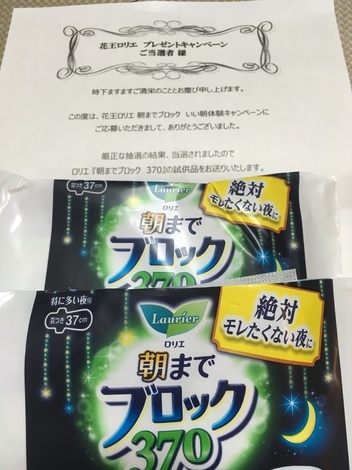 花王ロリエ プレゼントキャンペーン
ご当選者 様
時下ますますご清栄のこととお慶び申し上げます。
この度は、花王ロリエ 朝までブロック いい朝体験キャンペーンに
ご応募いただきまして、ありがとうございました。
厳正な抽選の結果、当選されましたので
ロリエ『朝までブロック 370』の試供品をお送りいたします。
羽つき37cm
Laurier
ロリエ
朝まで
ブロック
370
絶対
モレたくない夜に
特に多い夜用
羽つき37cm
Laurier
ロリエ
朝まで
ブロック
370
絶対
モレたくない夜に